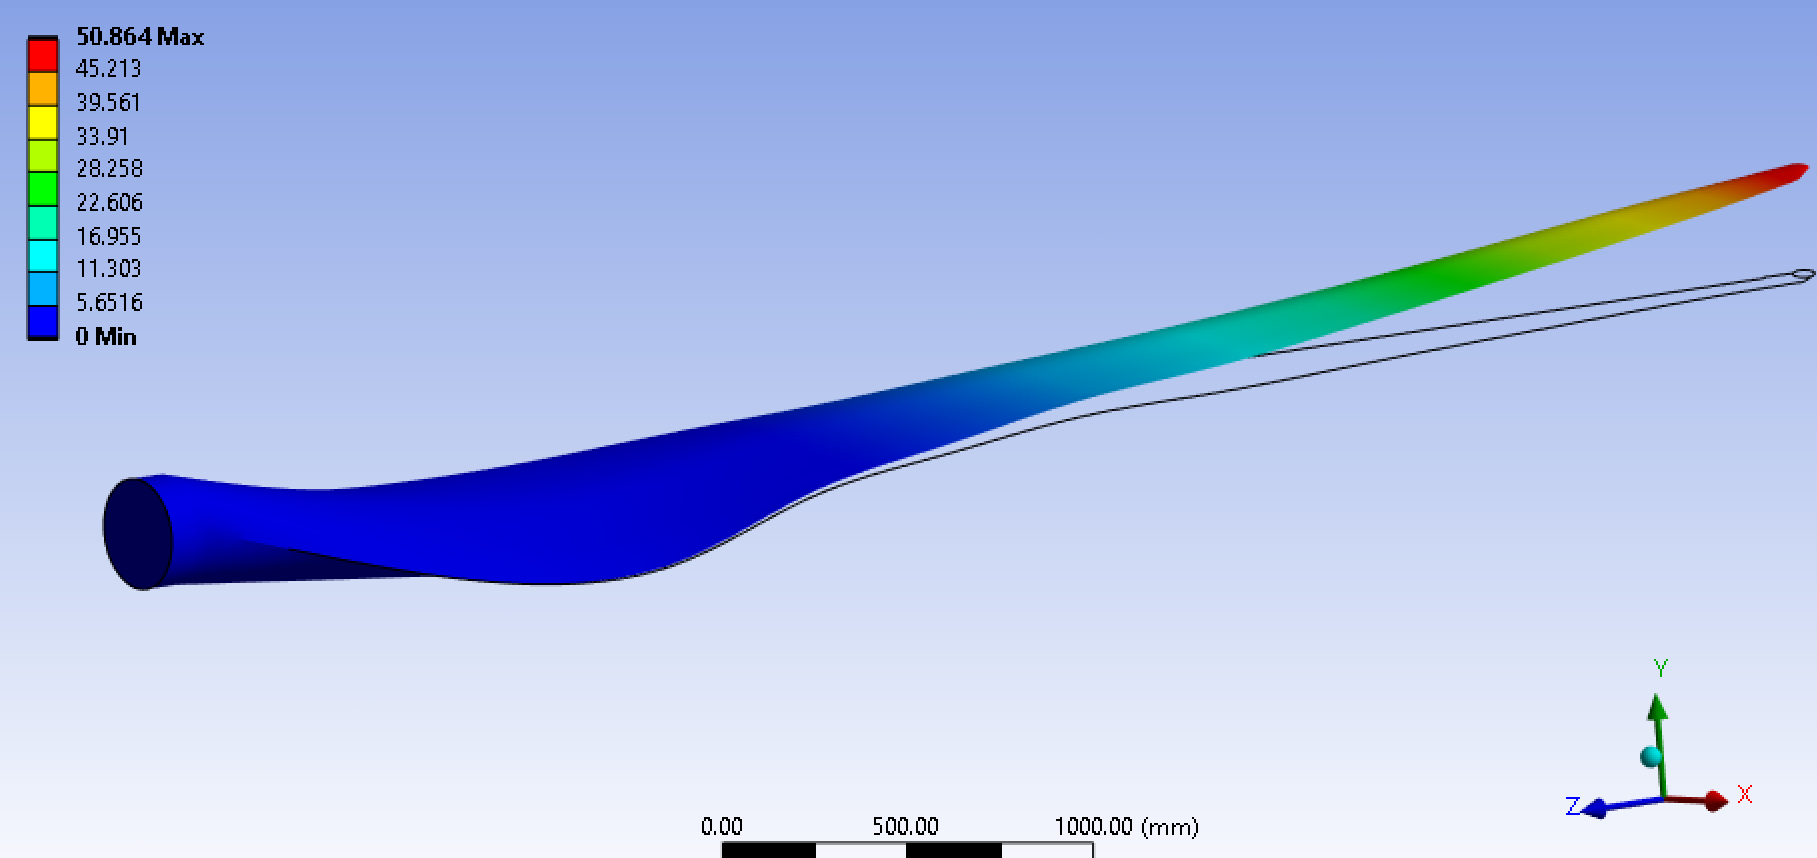 50.864 Max
45.213
39.561
33.91
28.258
22.606
16.955
11.303
5.6516
0 Min
Y
Z
X
0.00 500.00 1000.00 (mm)